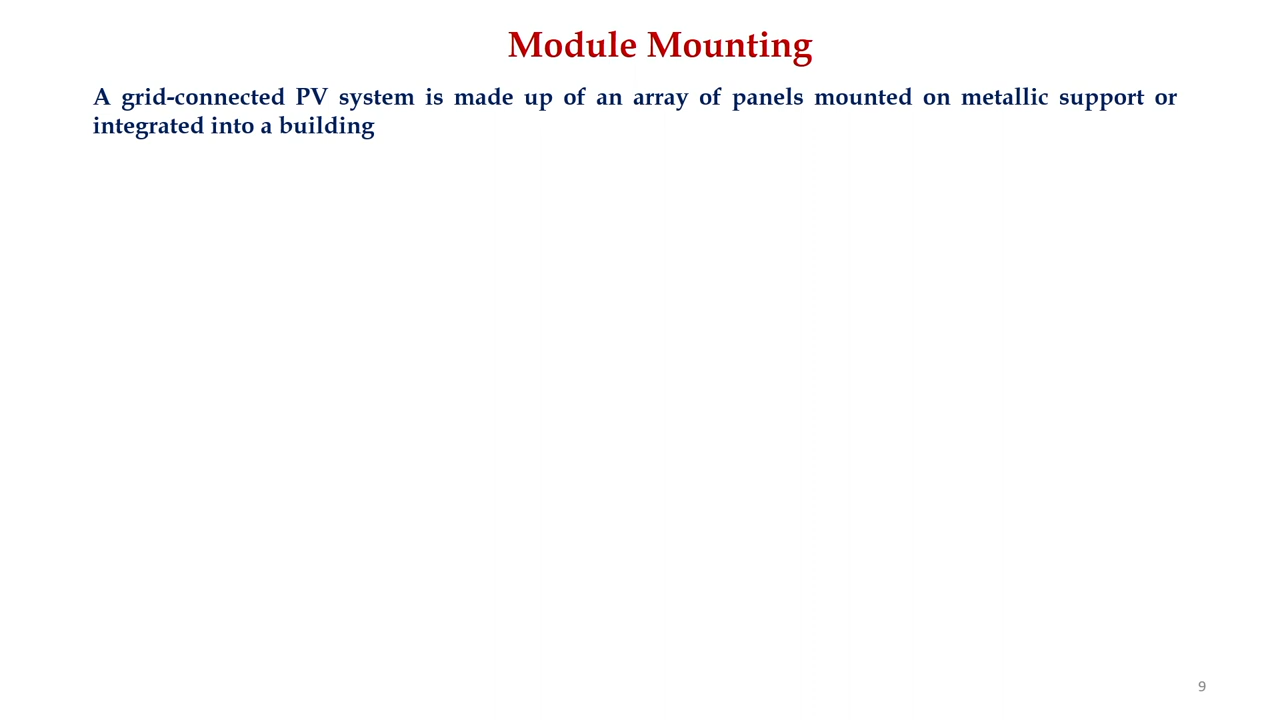 Module Mounting
A grid-connected PV system is made up of an array of panels mounted on metallic support or
integrated into a building
9